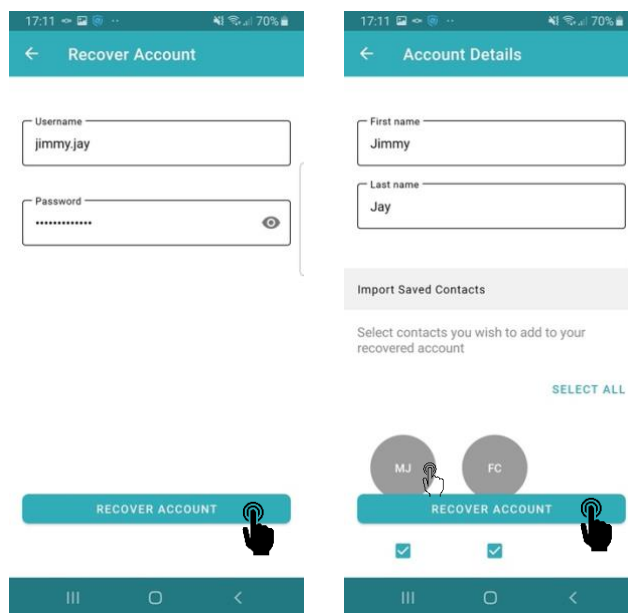 17:11
70%
Recover Account
Username
jimmy.jay
Password
•••••••••••••
RECOVER ACCOUNT
17:11
70%
Account Details
First name
Jimmy
Last name
Jay
Import Saved Contacts
Select contacts you wish to add to your
recovered account
SELECT ALL
MJ FC
RECOVER ACCOUNT